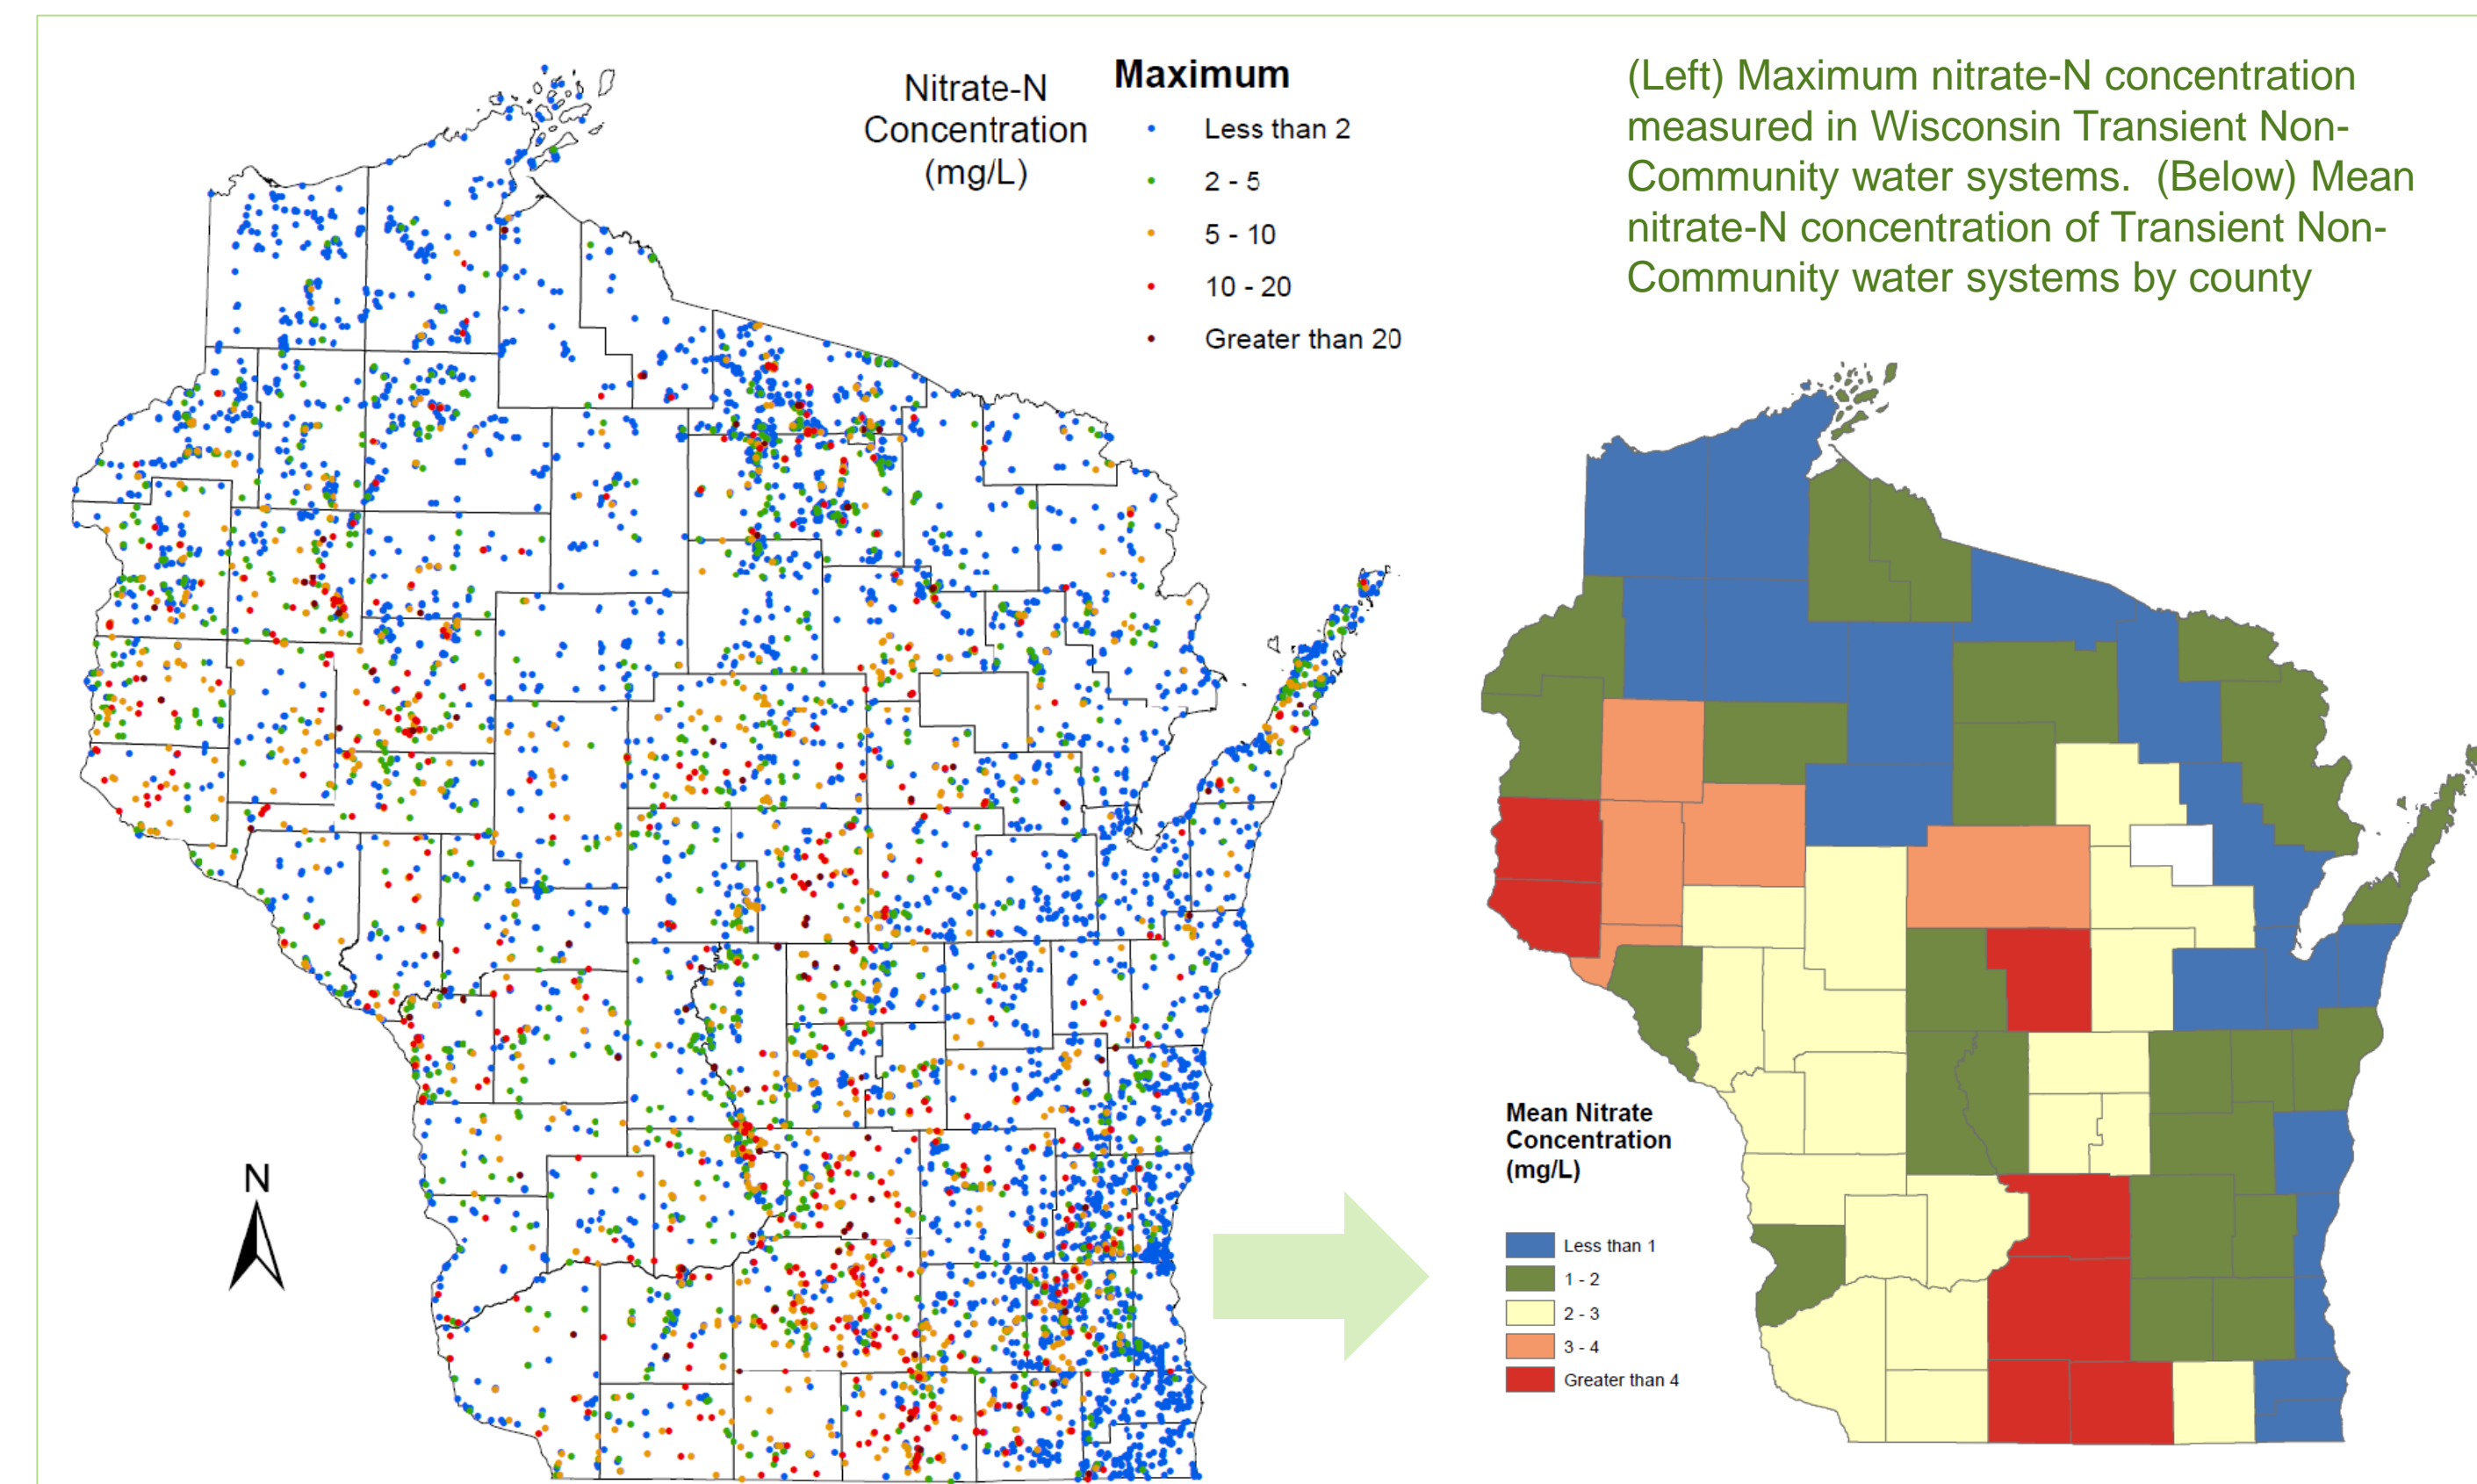 Nitrate-N
Concentration
(mg/L)
Maximum
Less than 2
2 - 5
5 - 10
10 - 20
Greater than 20
(Left) Maximum nitrate-N concentration
measured in Wisconsin Transient Non-
Community water systems.  (Below) Mean
nitrate-N concentration of Transient Non-
Community water systems by county
N
Mean Nitrate
Concentration
(mg/L)
Less than 1
1 - 2
2 - 3
3 - 4
Greater than 4